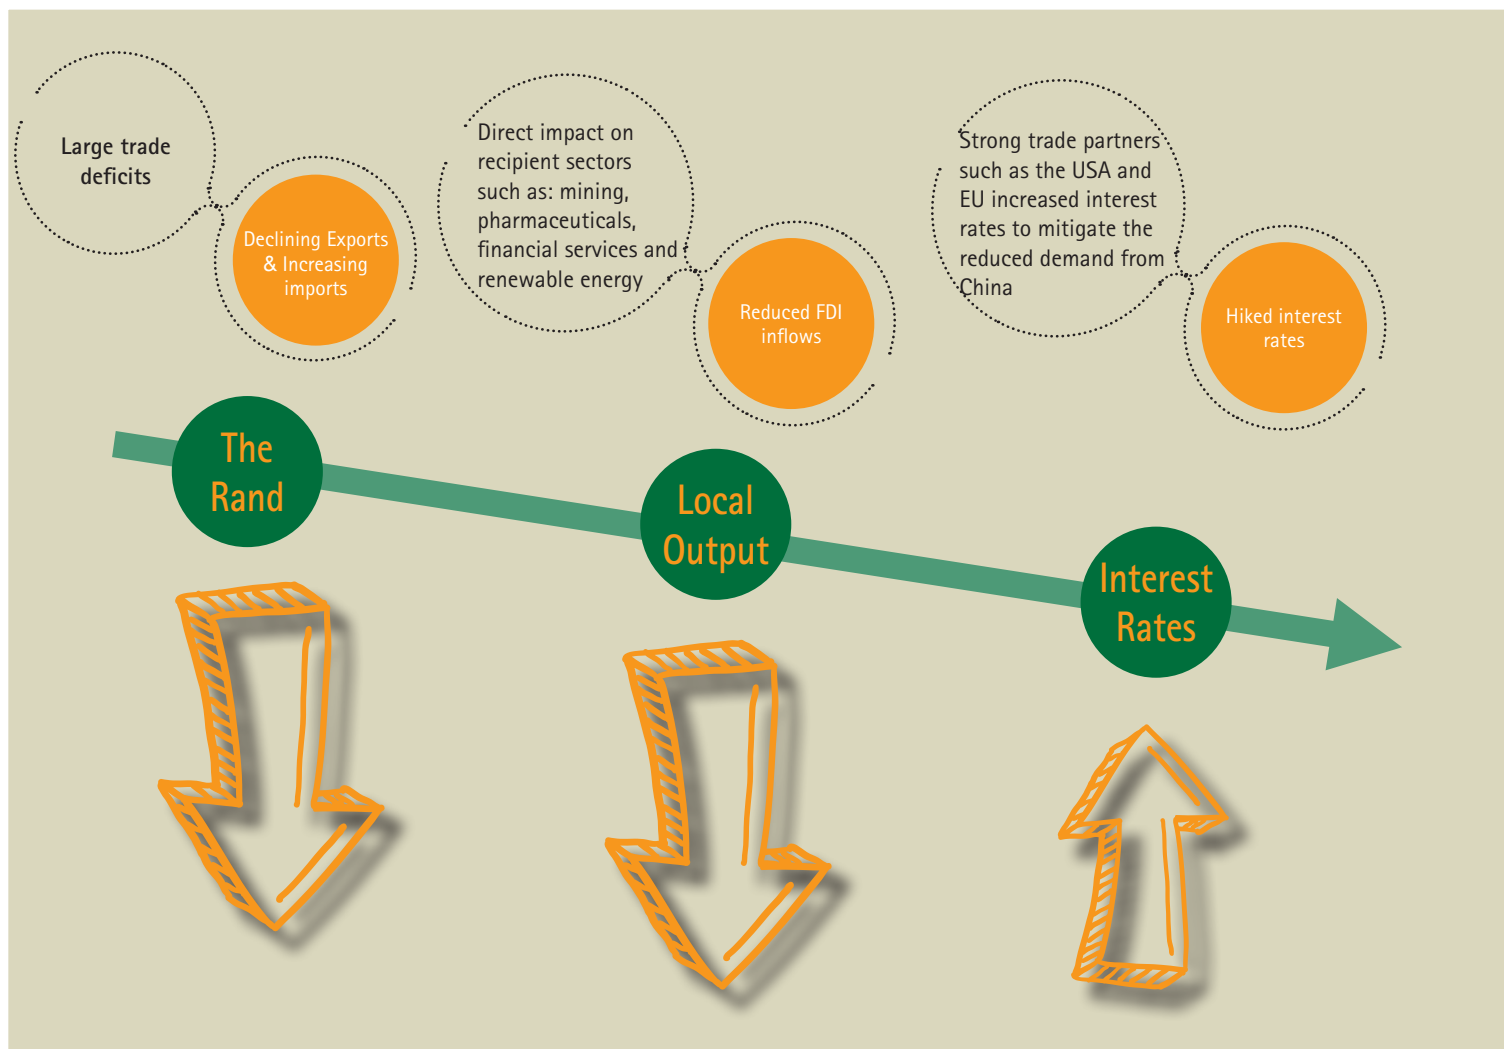 Large trade
deficits
Declining Exports
& Increasing
imports
Direct impact on
recipient sectors
such as: mining,
pharmaceuticals,
financial services and
renewable energy
Reduced FDI
inflows
Strong trade partners
such as the USA and
EU increased interest
rates to mitigate the
reduced demand from
China
Hiked interest
rates
The
Rand
Local
Output
Interest
Rates